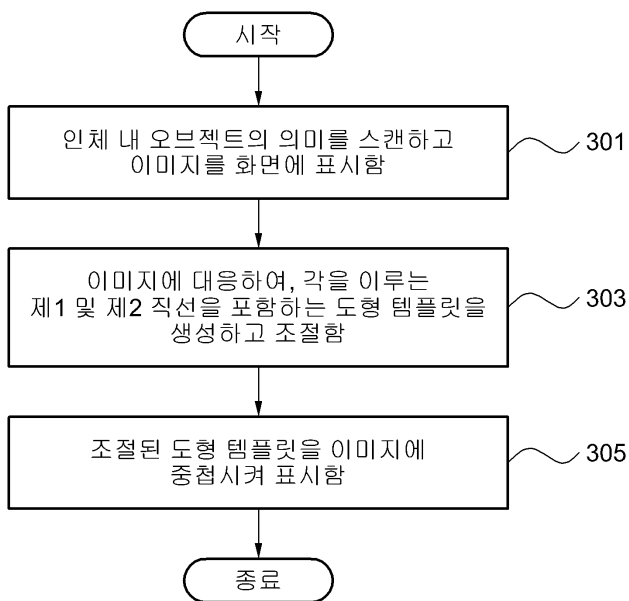 시작
인체 내 오브젝트의 의미를 스캔하고
이미지를 화면에 표시함
301
이미지에 대응하여, 각을 이루는
제1 및 제2 직선을 포함하는 도형 템플릿을
생성하고 조절함
303
조절된 도형 템플릿을 이미지에
중첩시켜 표시함
305
종료